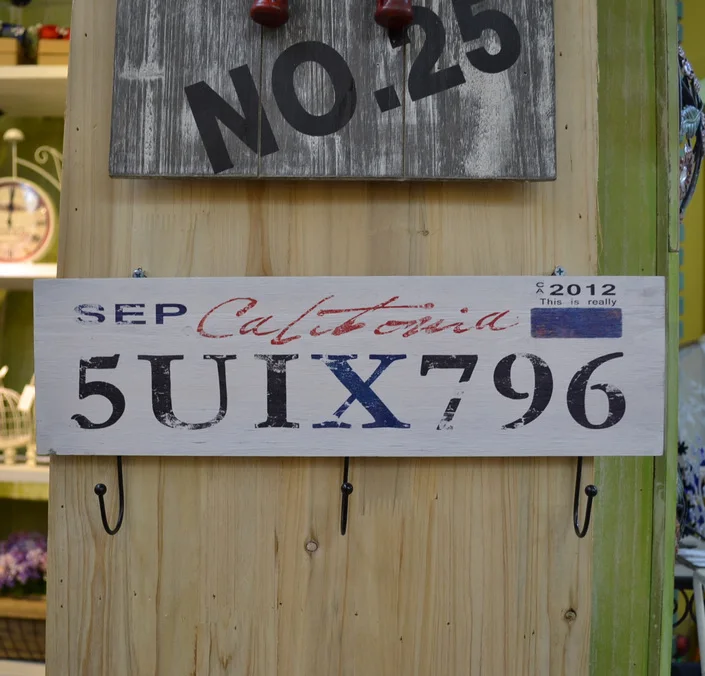 NO.25
SEP California CA 2012
This is really
5UIX796